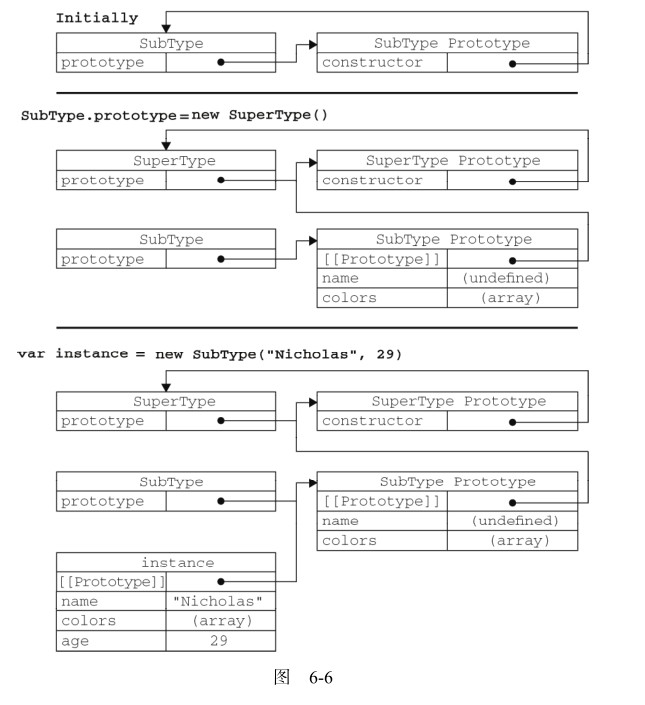 Initially
SubType SubType Prototype
prototype constructor
SubType.prototype=new SuperType()
SuperType SuperType Prototype
prototype constructor
SubType SubType Prototype
prototype [[Prototype]]
name (undefined)
colors (array)
var instance = new SubType("Nicholas", 29)
SuperType SuperType Prototype
prototype constructor
SubType SubType Prototype
prototype [[Prototype]]
name (undefined)
colors (array)
instance
[[Prototype]]
name "Nicholas"
colors (array)
age 29
图 6-6